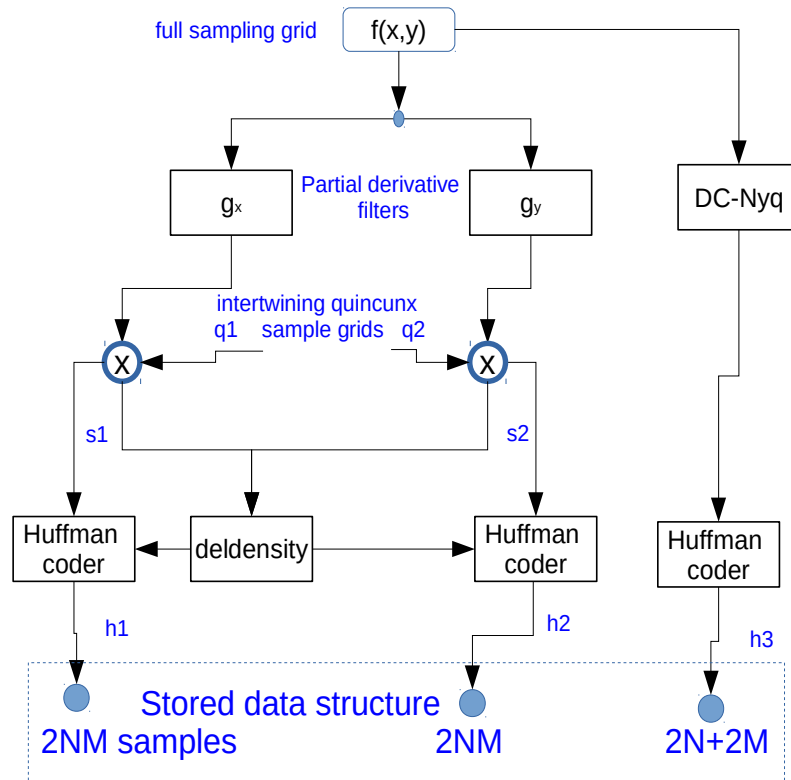 full sampling grid
f(x,y)
Partial derivative
filters
gx
gy
DC-Nyq
intertwining quincunx
q1 sample grids q2
X
X
s1
s2
Huffman
coder
deldensity
Huffman
coder
Huffman
coder
h1
h2
h3
Stored data structure
2NM samples
2NM
2N+2M